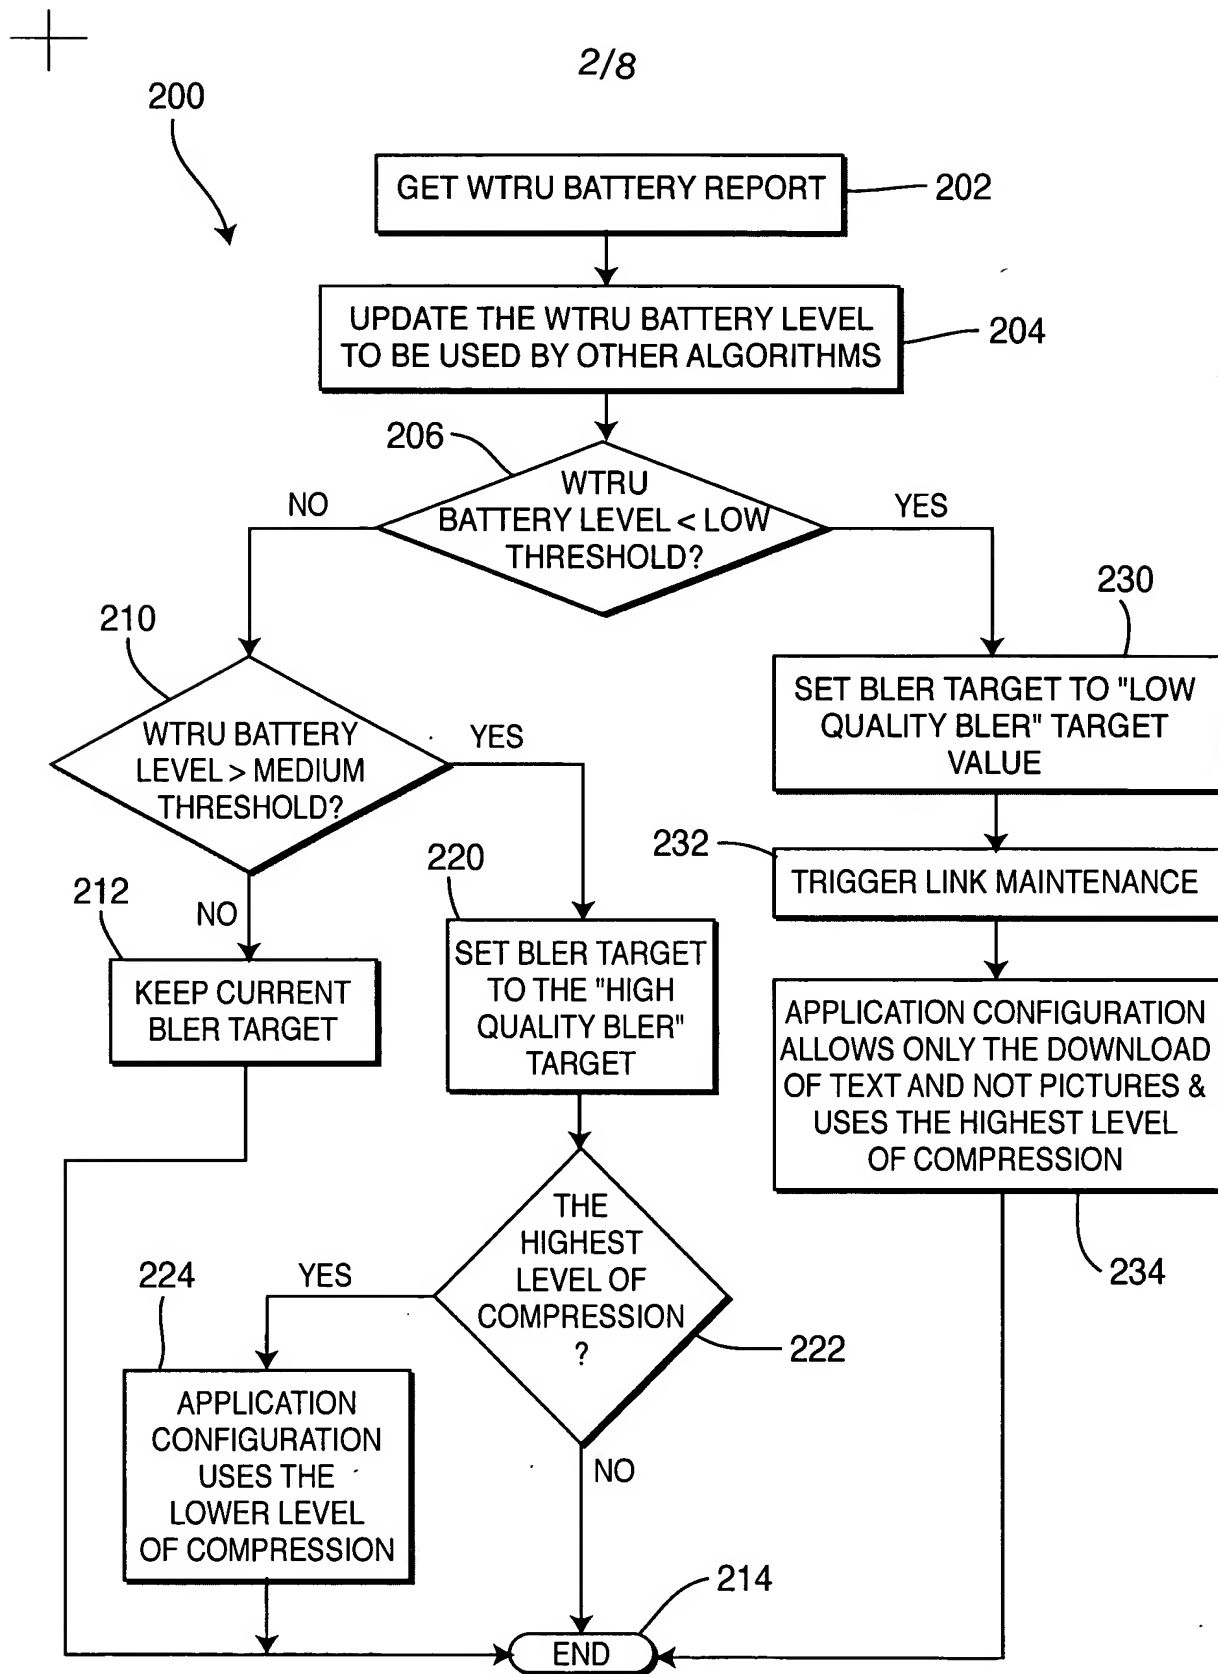 2/8
200
GET WTRU BATTERY REPORT
202
UPDATE THE WTRU BATTERY LEVEL
TO BE USED BY OTHER ALGORITHMS
204
206
WTRU
BATTERY LEVEL < LOW
THRESHOLD?
NO
YES
210
WTRU BATTERY
LEVEL > MEDIUM
THRESHOLD?
YES
NO
230
SET BLER TARGET TO "LOW
QUALITY BLER" TARGET
VALUE
232
TRIGGER LINK MAINTENANCE
212
KEEP CURRENT
BLER TARGET
220
SET BLER TARGET
TO THE "HIGH
QUALITY BLER"
TARGET
APPLICATION CONFIGURATION
ALLOWS ONLY THE DOWNLOAD
OF TEXT AND NOT PICTURES &
USES THE HIGHEST LEVEL
OF COMPRESSION
234
THE
HIGHEST
LEVEL OF
COMPRESSION
?
222
YES
NO
224
APPLICATION
CONFIGURATION
USES THE
LOWER LEVEL
OF COMPRESSION
214
END